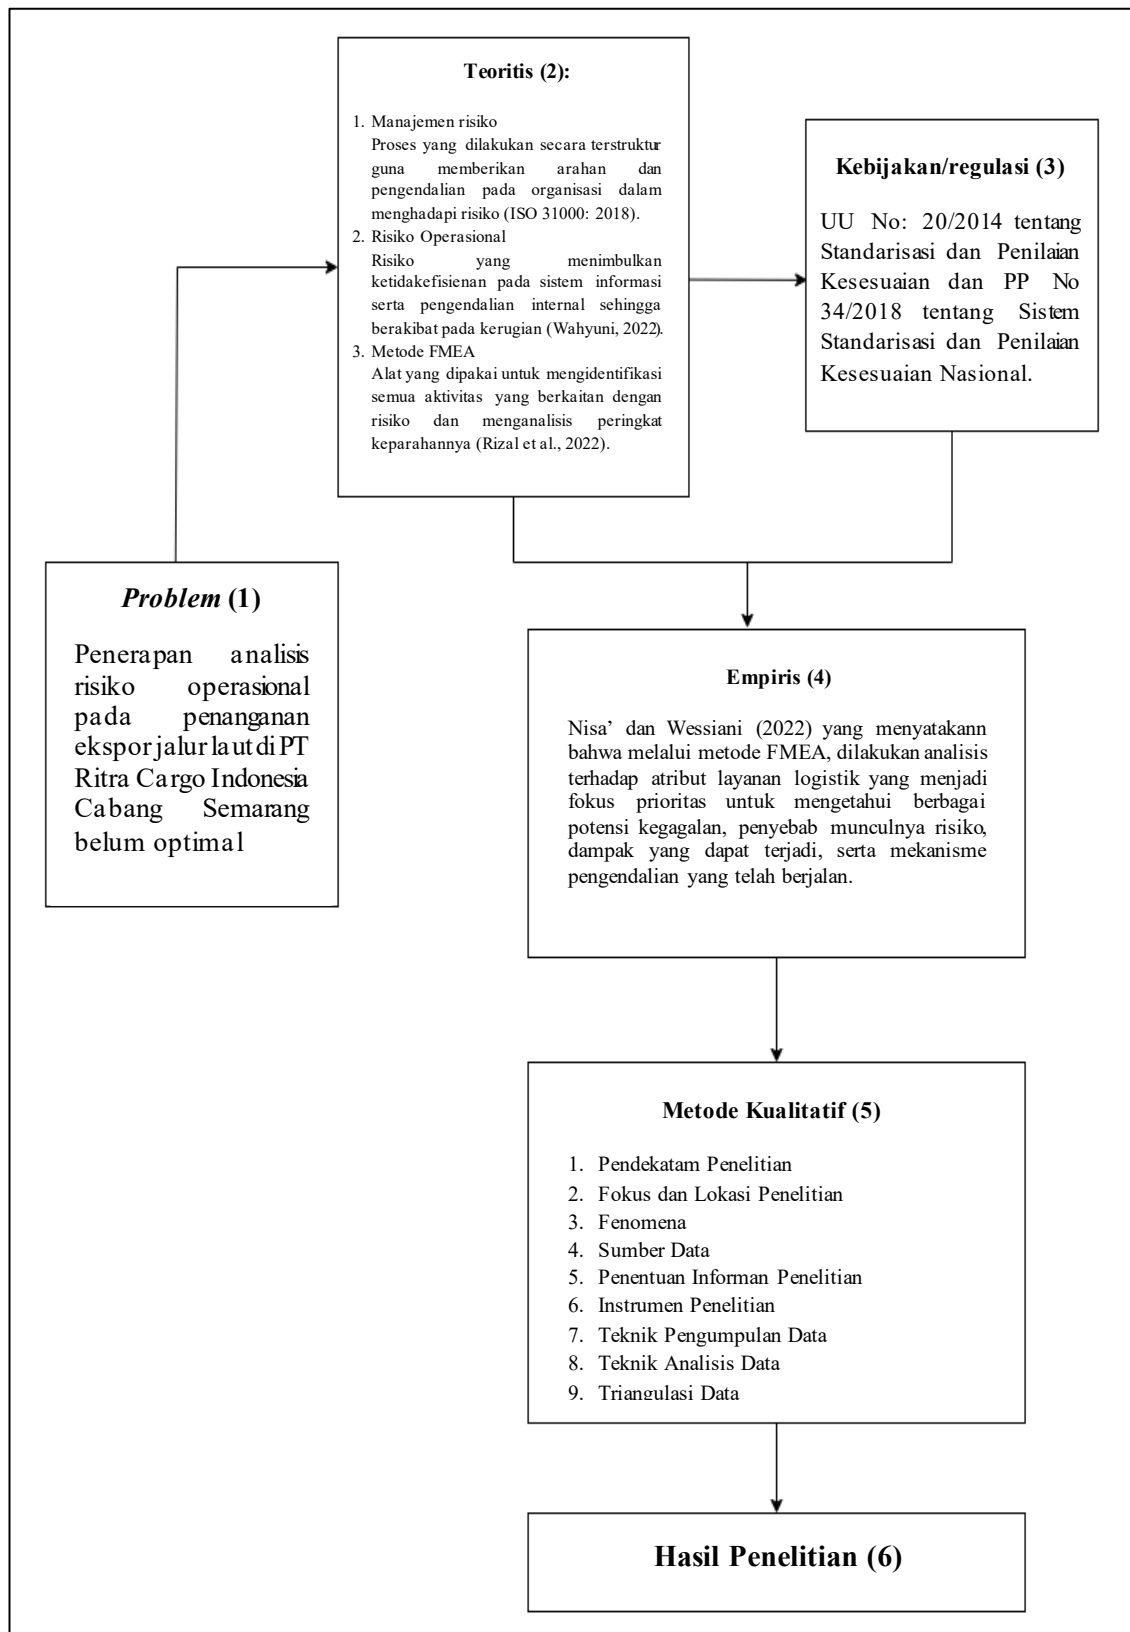 Problem (1)
Penerapan analisis
risiko operasional
pada penanganan
ekspor jalur laut di PT
Ritra Cargo Indonesia
Cabang Semarang
belum optimal
Teoritis (2):
1. Manajemen risiko
Proses yang dilakukan secara terstruktur
guna memberikan arahan dan
pengendalian pada organisasi dalam
menghadapi risiko (ISO 31000: 2018).
2. Risiko Operasional
Risiko yang menimbulkan
ketidakefisienan pada sistem informasi
serta pengendalian internal sehingga
berakibat pada kerugian (Wahyuni, 2022).
3. Metode FMEA
Alat yang dipakai untuk mengidentifikasi
semua aktivitas yang berkaitan dengan
risiko dan menganalisis peringkat
keparahannya (Rizal et al., 2022).
Kebijakan/regulasi (3)
UU No: 20/2014 tentang
Standarisasi dan Penilaian
Kesesuaian dan PP No
34/2018 tentang Sistem
Standarisasi dan Penilaian
Kesesuaian Nasional.
Empiris (4)
Nisa’ dan Wessiani (2022) yang menyatakann
bahwa melalui metode FMEA, dilakukan analisis
terhadap atribut layanan logistik yang menjadi
fokus prioritas untuk mengetahui berbagai
potensi kegagalan, penyebab munculnya risiko,
dampak yang dapat terjadi, serta mekanisme
pengendalian yang telah berjalan.
Metode Kualitatif (5)
1. Pendekatam Penelitian
2. Fokus dan Lokasi Penelitian
3. Fenomena
4. Sumber Data
5. Penentuan Informan Penelitian
6. Instrumen Penelitian
7. Teknik Pengumpulan Data
8. Teknik Analisis Data
9. Triangulasi Data
Hasil Penelitian (6)